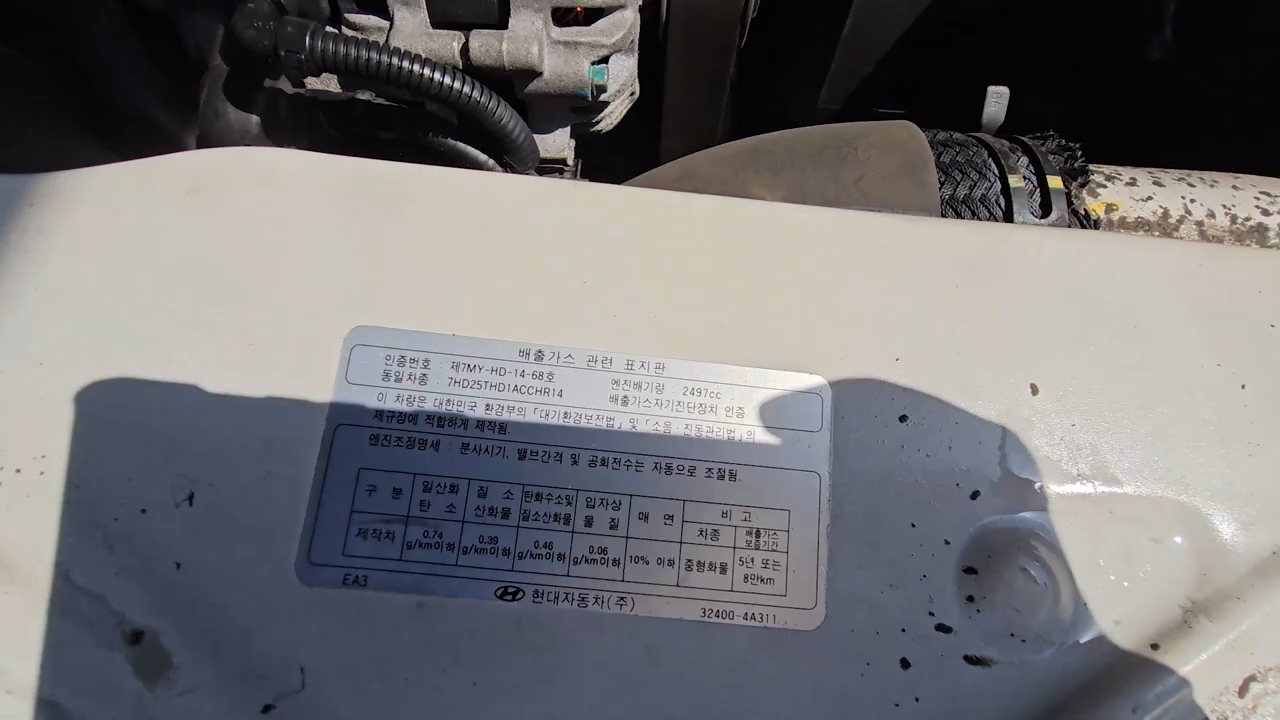 배출가스 관련 표지판
인증번호 : 제7MY-HD-14-68호
엔진배기량 : 2497cc
동일차종 : 7HD25THD1ACCHR14
배출가스자기진단장치 인증
이 차량은 대한민국 환경부의 「대기환경보전법」 및 「소음·진동관리법」의
제규정에 적합하게 제작됨.
엔진조정명세 : 분사시기, 밸브간격 및 공회전수는 자동으로 조절됨.
구 분 일산화탄소 질소산화물 탄화수소및질소산화물 입자상물질 매연 비고
차종 배출가스보증기간
제작차 0.74 g/km이하 0.39 g/km이하 0.46 g/km이하 0.06 g/km이하 10% 이하 중형화물 5년 또는 8만km
EA3
현대자동차(주)
32400-4A311